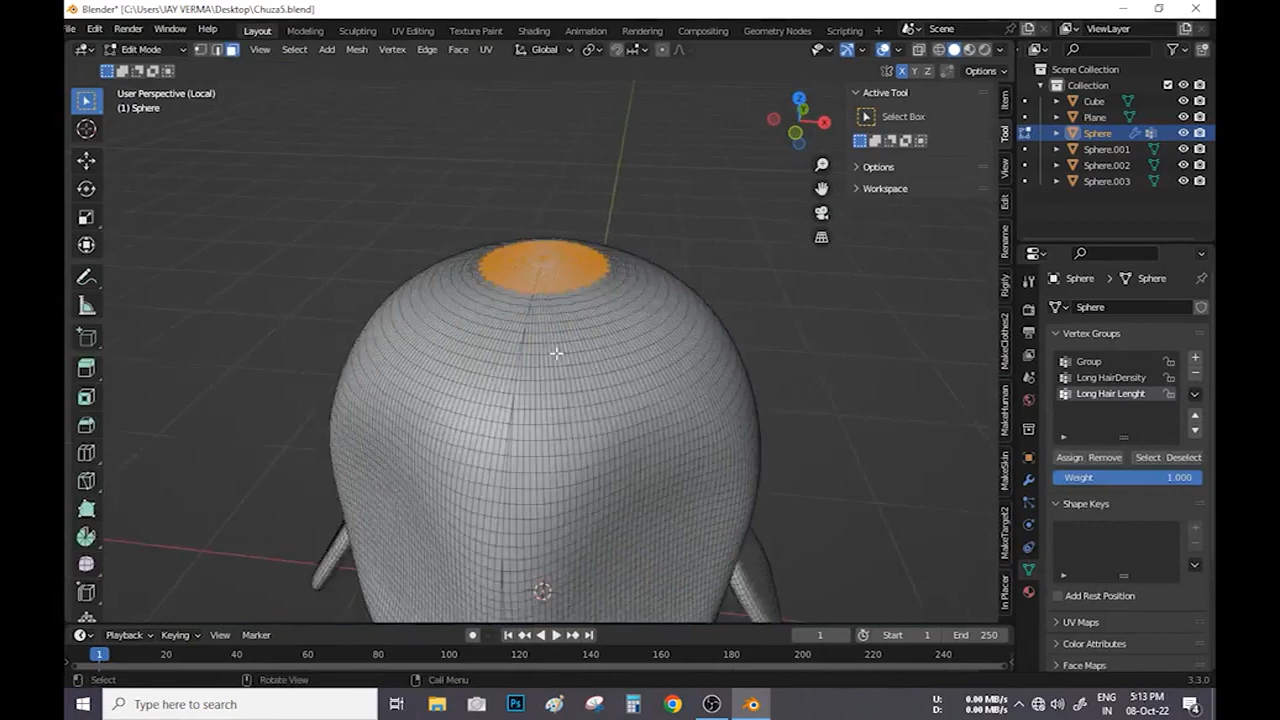 Blender* [C:\Users\JAY VERMA\Desktop\Chuza5.blend]
File Edit Render Window Help Layout Modeling Sculpting UV Editing Texture Paint Shading Animation Rendering Compositing Geometry Nodes Scripting Scene ViewLayer
Edit Mode View Select Add Mesh Vertex Edge Face UV Global
X Y Z Options
User Perspective (Local)
(1) Sphere
Z
Y
X
Active Tool
Select Box
Options
Workspace
Item
Tool
View
Edit
Rename
Rigify
MakeClothes2
MakeHuman
MakeSkin
MakeTarget2
In Placer
Scene Collection
Collection
Cube
Plane
Sphere
Sphere.001
Sphere.002
Sphere.003
Sphere > Sphere
Sphere
Vertex Groups
Group
Long HairDensity
Long Hair Lenght
Assign Remove Select Deselect
Weight 1.000
Shape Keys
Add Rest Position
UV Maps
Color Attributes
Face Maps
Playback Keying View Marker 1 Start 1 End 250
1 20 40 60 80 100 120 140 160 180 200 220 240
Select Rotate View Call Menu 3.3.0
Type here to search
U: 0.00 MB/s
D: 0.00 MB/s
ENG
IN
5:13 PM
08-Oct-22
4